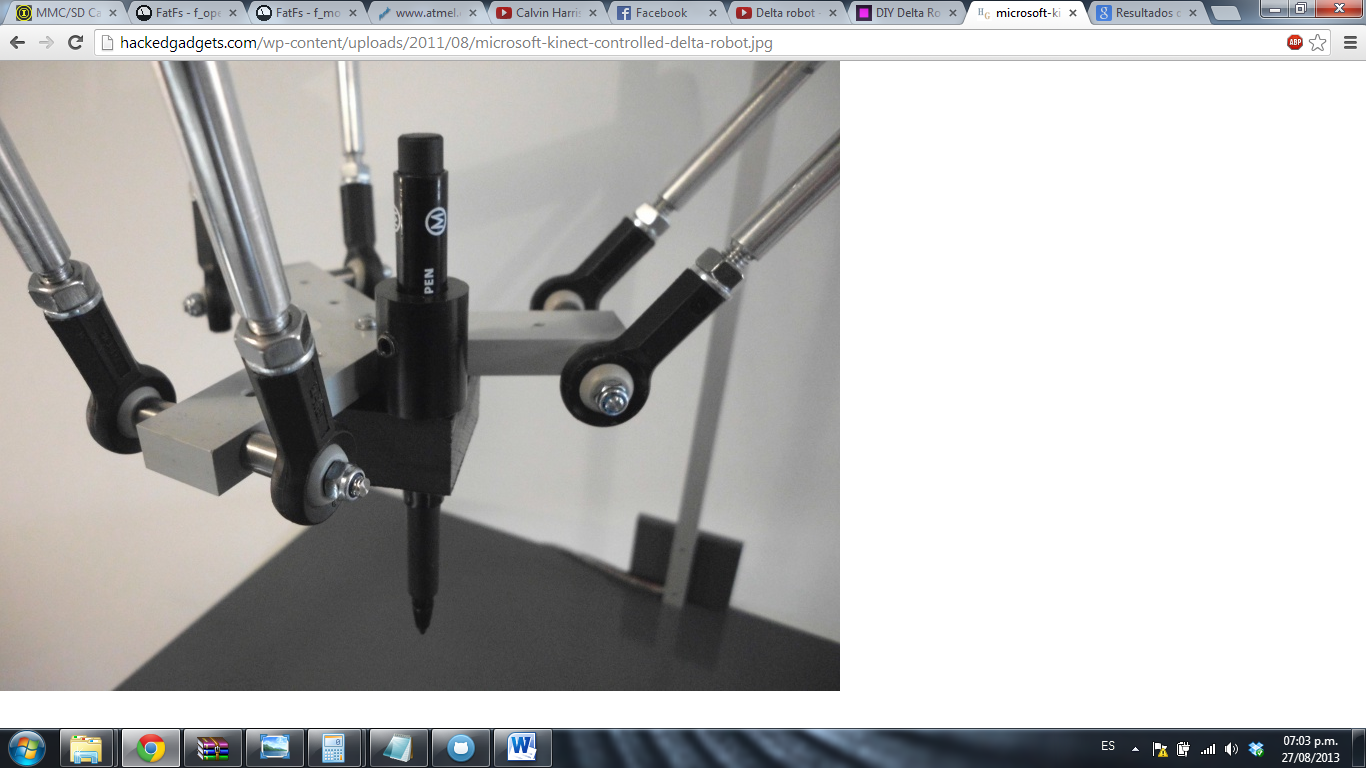 MMC/SD Ca
FatFs - f_ope
FatFs - f_mo
www.atmel.
Calvin Harris
Facebook
Delta robot -
DIY Delta Ro
microsoft-ki
Resultados d
hackedgadgets.com/wp-content/uploads/2011/08/microsoft-kinect-controlled-delta-robot.jpg
ABP
M
PEN
ES
07:03 p.m.
27/08/2013